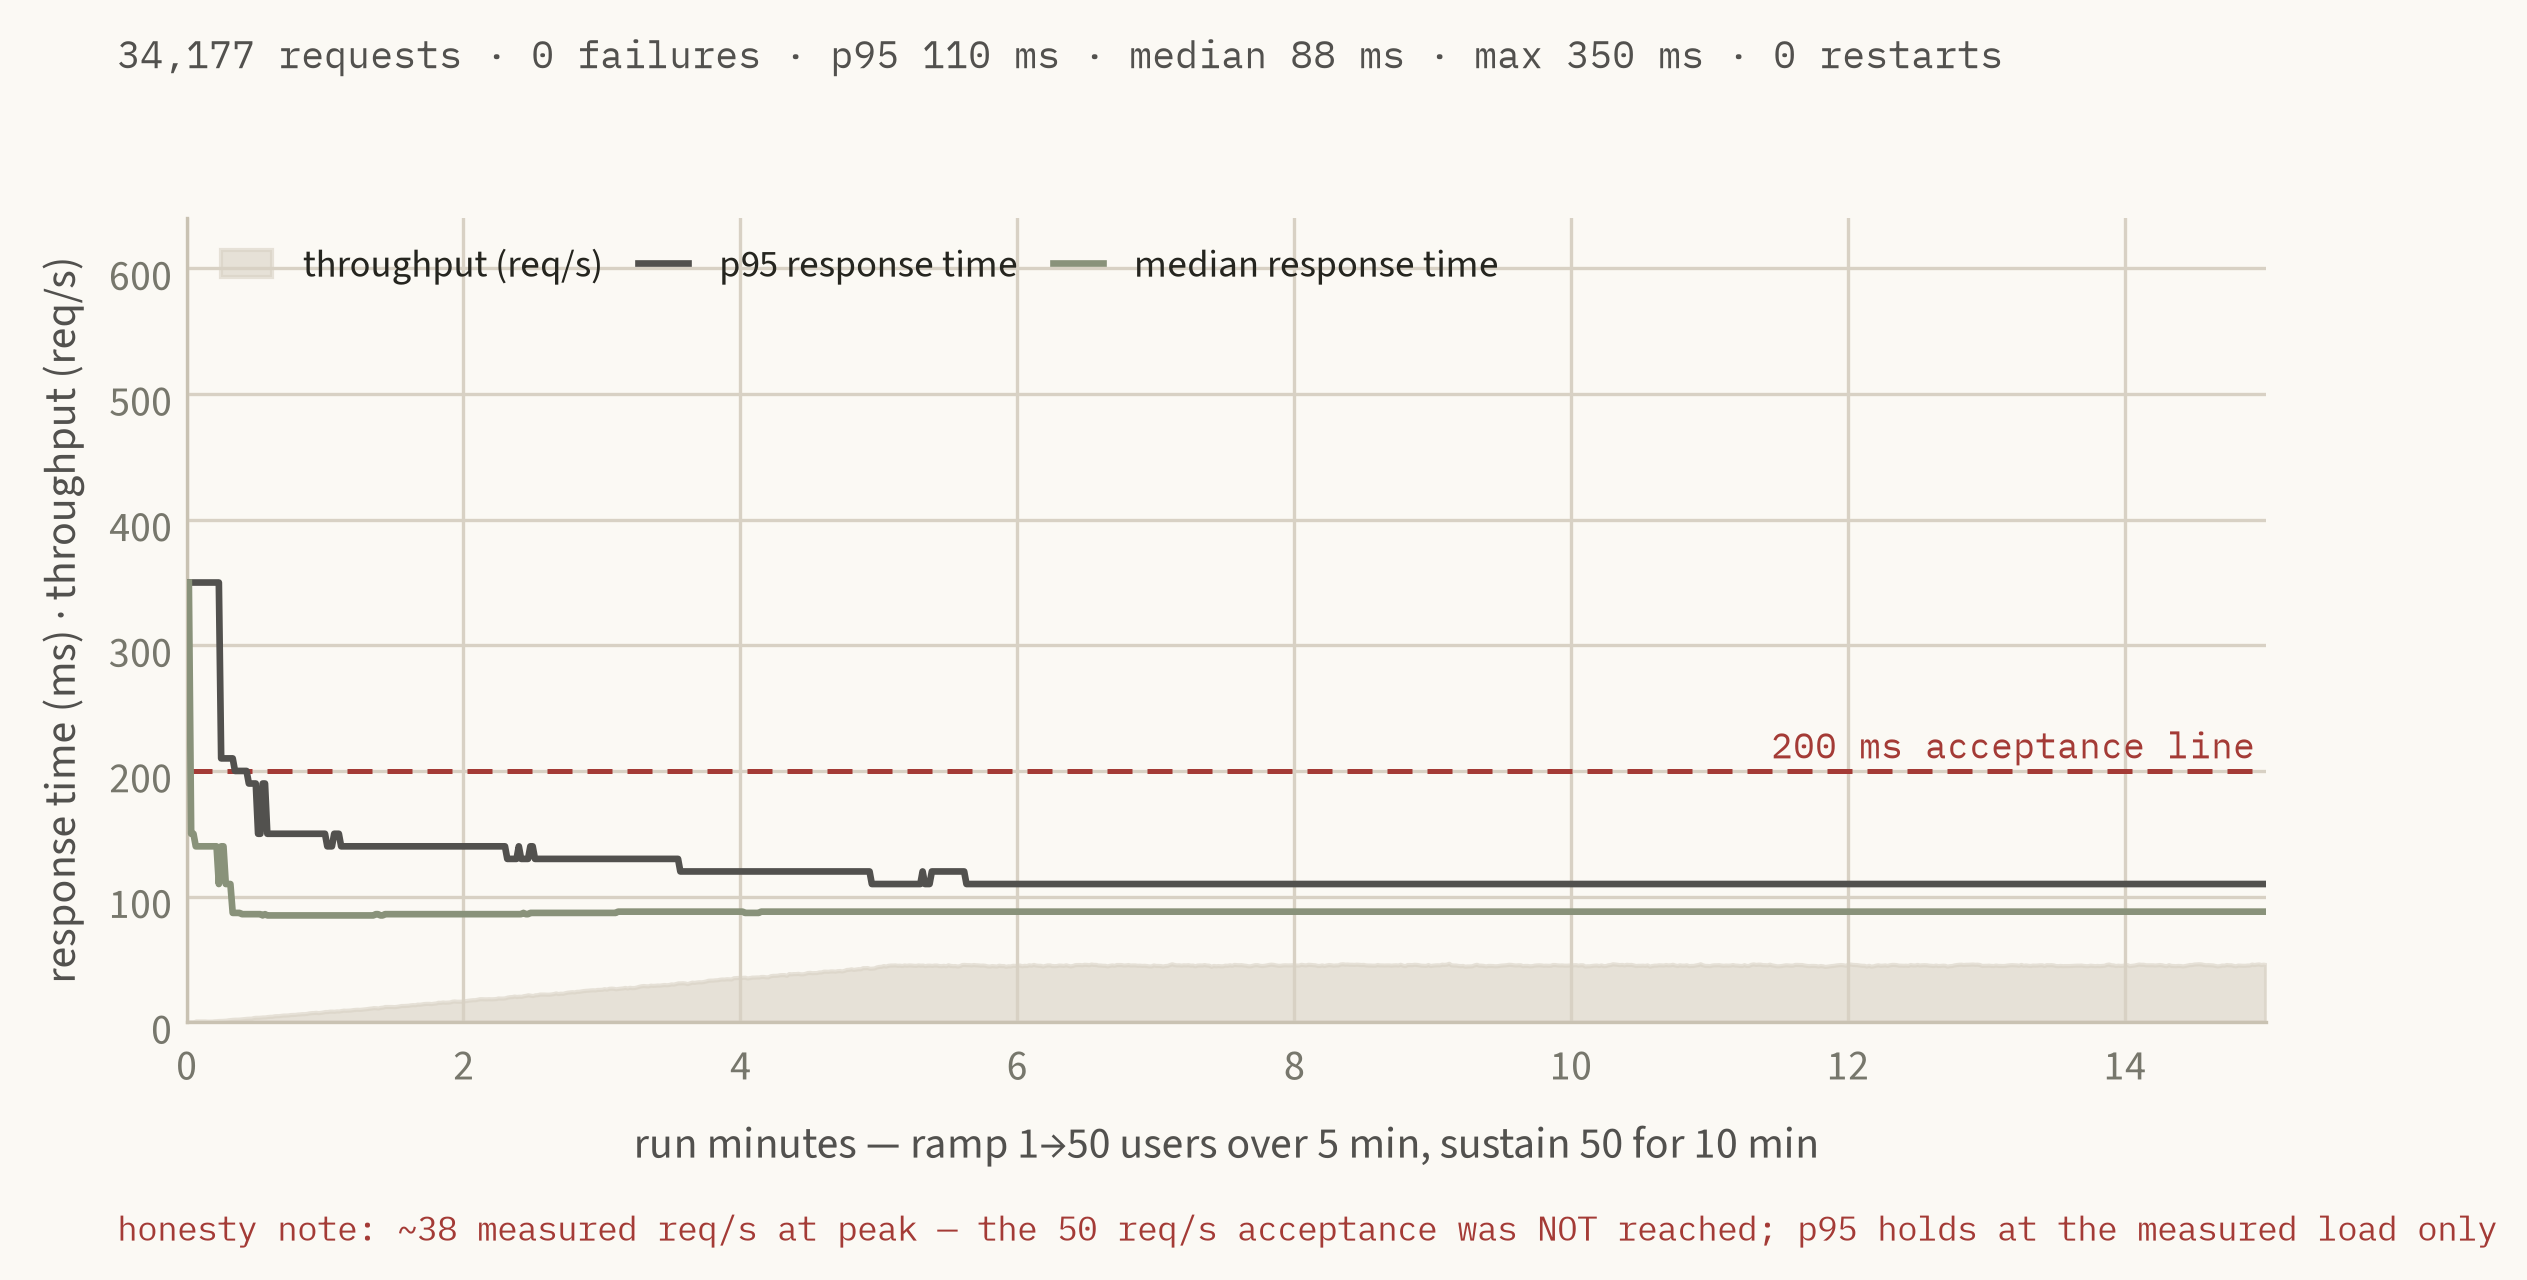 34,177 requests · 0 failures · p95 110 ms · median 88 ms · max 350 ms · 0 restarts
throughput (req/s)
p95 response time
median response time
response time (ms) · throughput (req/s)
600
500
400
300
200
100
0
200 ms acceptance line
0
2
4
6
8
10
12
14
run minutes — ramp 1→50 users over 5 min, sustain 50 for 10 min
honesty note: ~38 measured req/s at peak — the 50 req/s acceptance was NOT reached; p95 holds at the measured load only